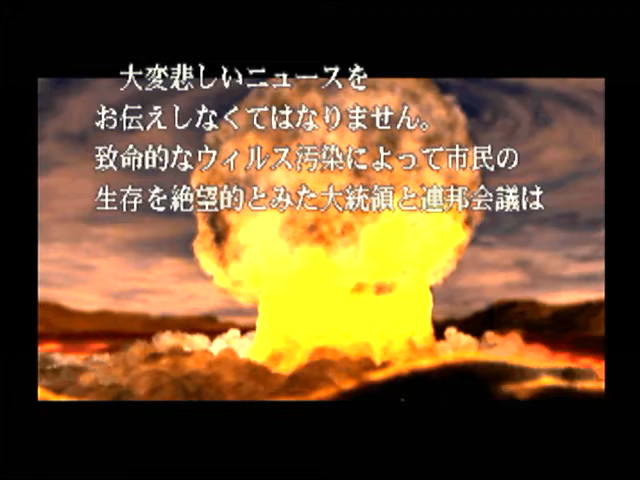 大変悲しいニュースを
お伝えしなくてはなりません。
致命的なウィルス汚染によって市民の
生存を絶望的とみた大統領と連邦会議は